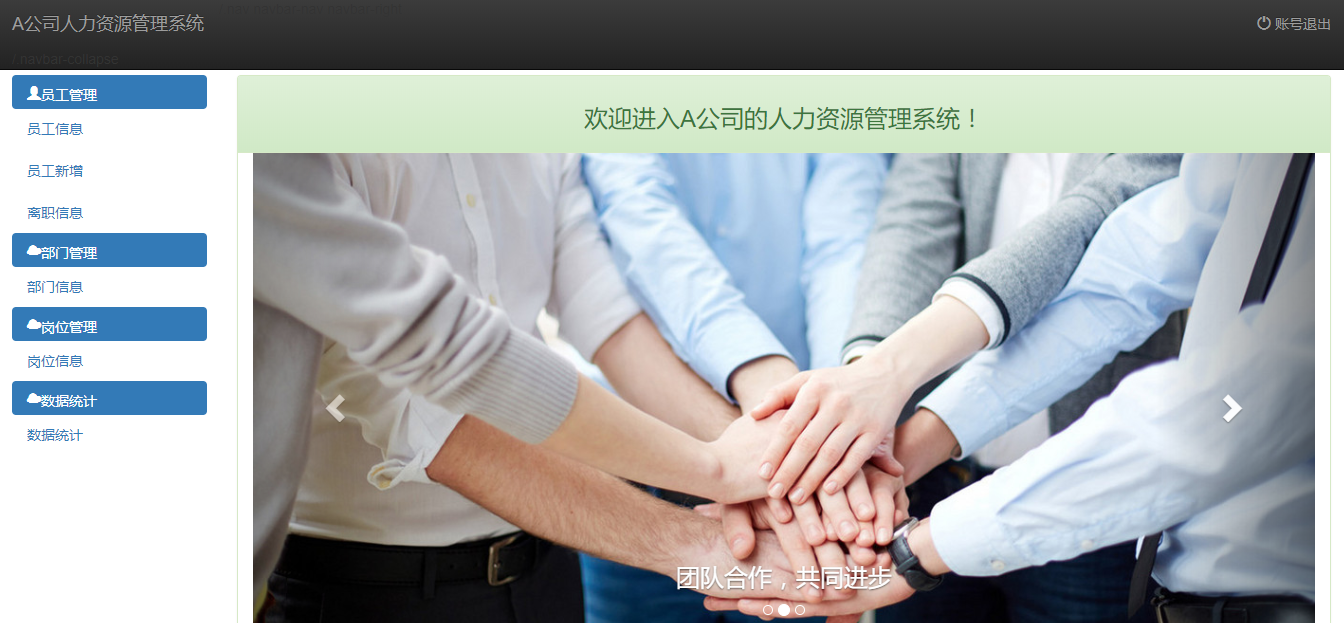 A公司人力资源管理系统
账号退出
/.navbar-collapse
员工管理
员工信息
员工新增
离职信息
部门管理
部门信息
岗位管理
岗位信息
数据统计
数据统计
欢迎进入A公司的人力资源管理系统！
团队合作，共同进步